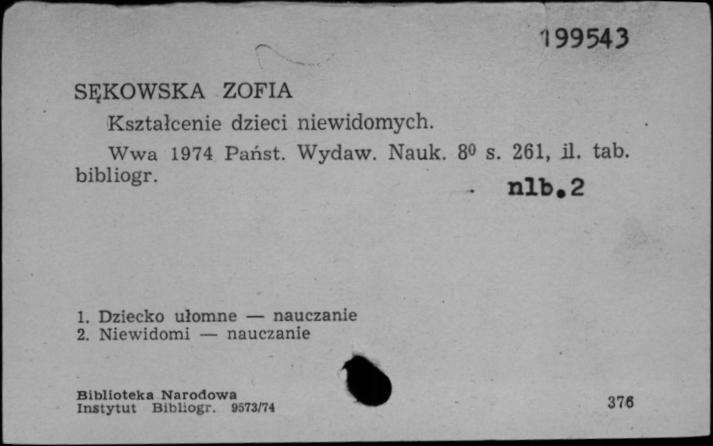 199543
SĘKOWSKA ZOFIA
Kształcenie dzieci niewidomych.
Wwa 1974 Państ. Wydaw. Nauk. 8⁰ s. 261, il. tab.
bibliogr.
nlb.2
1. Dziecko ułomne — nauczanie
2. Niewidomi — nauczanie
Biblioteka Narodowa
Instytut Bibliogr. 9573/74
376